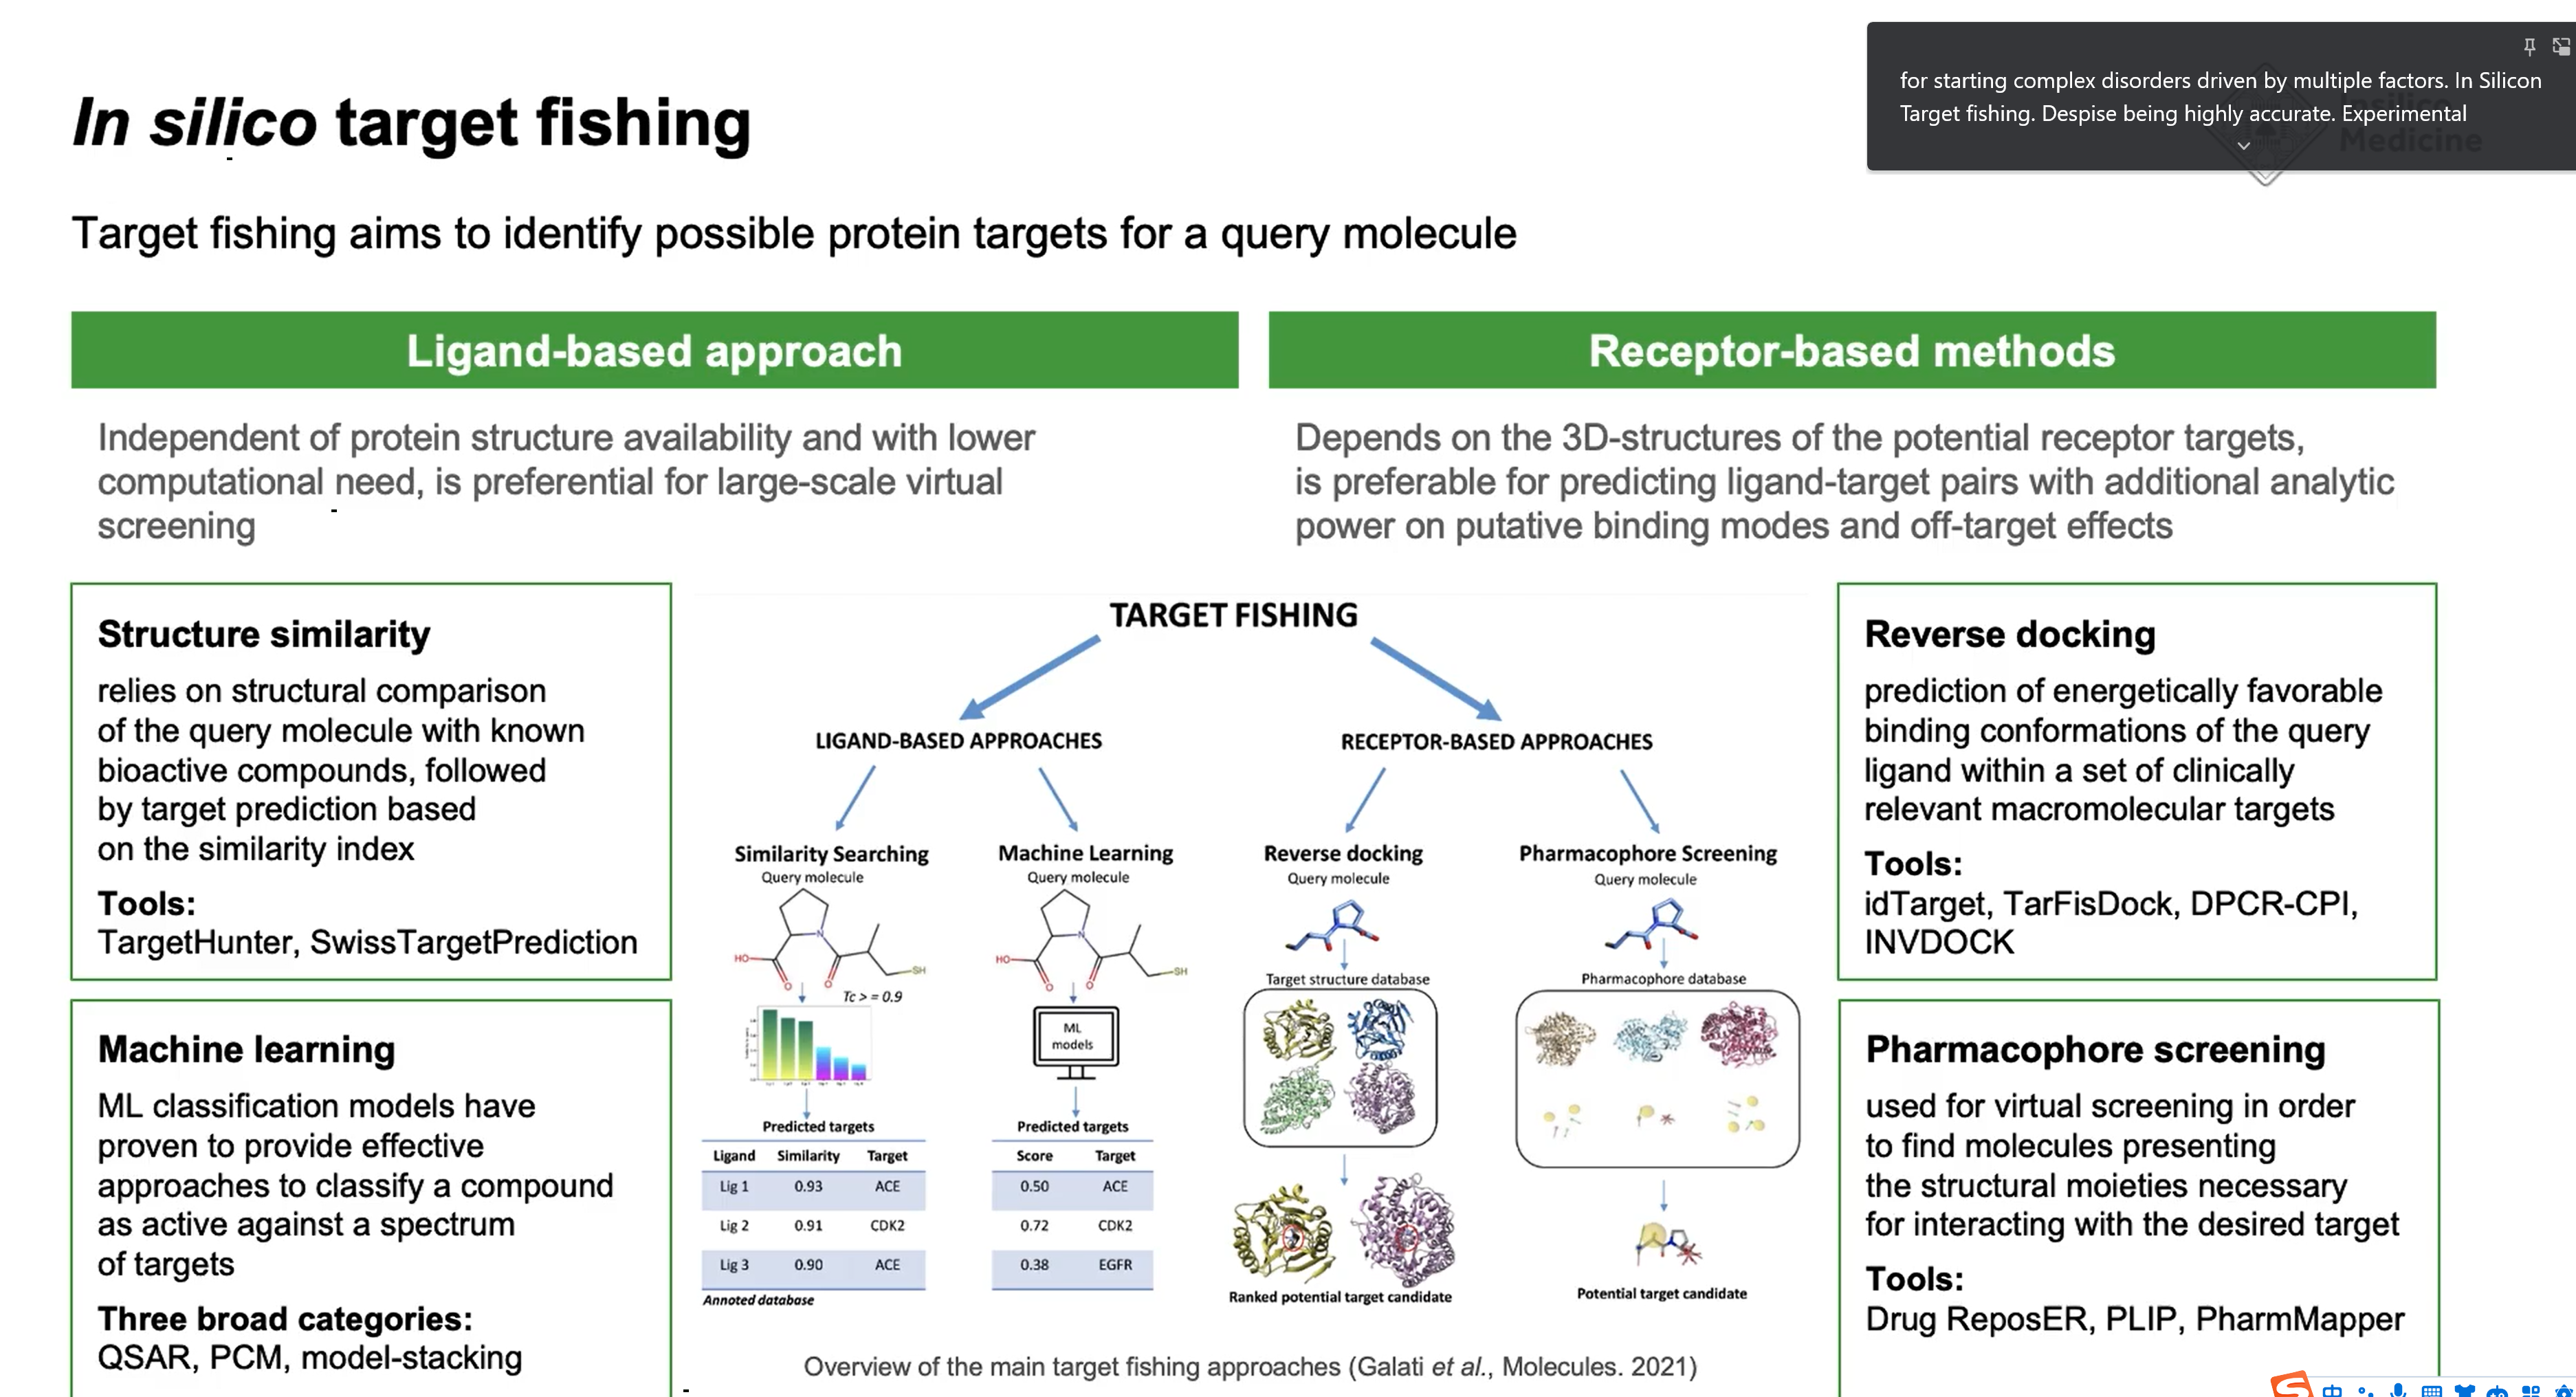 for starting complex disorders driven by multiple factors. In Silicon
Target fishing. Despise being highly accurate. Experimental
Medicine
In silico target fishing
Target fishing aims to identify possible protein targets for a query molecule
Ligand-based approach
Independent of protein structure availability and with lower
computational need, is preferential for large-scale virtual
screening
Receptor-based methods
Depends on the 3D-structures of the potential receptor targets,
is preferable for predicting ligand-target pairs with additional analytic
power on putative binding modes and off-target effects
Structure similarity
relies on structural comparison
of the query molecule with known
bioactive compounds, followed
by target prediction based
on the similarity index
Tools:
TargetHunter, SwissTargetPrediction
Machine learning
ML classification models have
proven to provide effective
approaches to classify a compound
as active against a spectrum
of targets
Three broad categories:
QSAR, PCM, model-stacking
TARGET FISHING
LIGAND-BASED APPROACHES
RECEPTOR-BASED APPROACHES
Similarity Searching
Query molecule
HO
N
O
O
SH
Tc > = 0.9
Predicted targets
Ligand Similarity Target
Lig 1 0.93 ACE
Lig 2 0.91 CDK2
Lig 3 0.90 ACE
Annoted database
Machine Learning
Query molecule
HO
N
O
O
SH
ML
models
Predicted targets
Score Target
0.50 ACE
0.72 CDK2
0.38 EGFR
Reverse docking
Query molecule
Target structure database
Ranked potential target candidate
Pharmacophore Screening
Query molecule
Pharmacophore database
Potential target candidate
Overview of the main target fishing approaches (Galati et al., Molecules. 2021)
Reverse docking
prediction of energetically favorable
binding conformations of the query
ligand within a set of clinically
relevant macromolecular targets
Tools:
idTarget, TarFisDock, DPCR-CPI,
INVDOCK
Pharmacophore screening
used for virtual screening in order
to find molecules presenting
the structural moieties necessary
for interacting with the desired target
Tools:
Drug ReposER, PLIP, PharmMapper
中